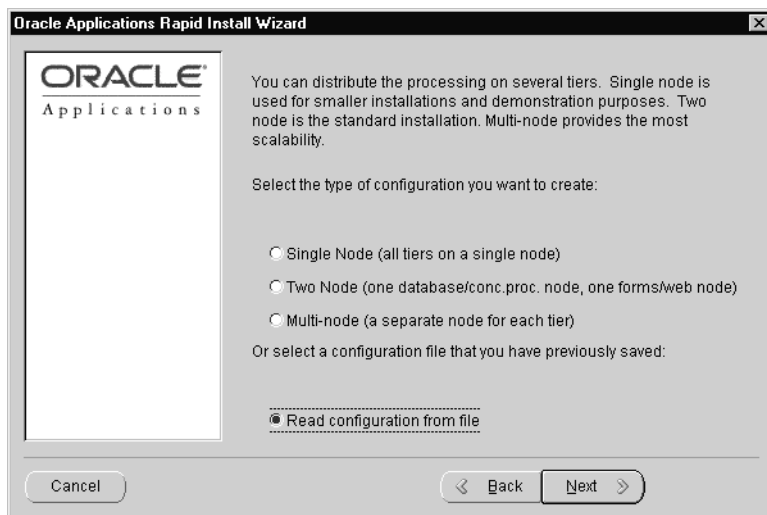 Oracle Applications Rapid Install Wizard
ORACLE
Applications
You can distribute the processing on several tiers. Single node is
used for smaller installations and demonstration purposes. Two
node is the standard installation. Multi-node provides the most
scalability.
Select the type of configuration you want to create:
Single Node (all tiers on a single node)
Two Node (one database/conc.proc. node, one forms/web node)
Multi-node (a separate node for each tier)
Or select a configuration file that you have previously saved:
Read configuration from file
Cancel
Back
Next